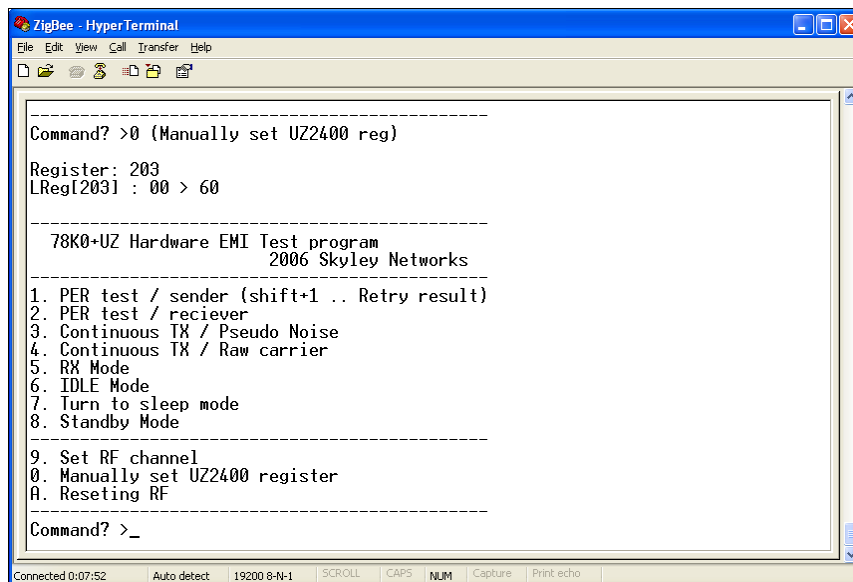 ZigBee - HyperTerminal
File Edit View Call Transfer Help
------------------------------------------------
Command? >0 (Manually set UZ2400 reg)
Register: 203
LReg[203] : 00 > 60
------------------------------------------------
78K0+UZ Hardware EMI Test program
2006 Skyley Networks
------------------------------------------------
1. PER test / sender (shift+1 .. Retry result)
2. PER test / reciever
3. Continuous TX / Pseudo Noise
4. Continuous TX / Raw carrier
5. RX Mode
6. IDLE Mode
7. Turn to sleep mode
8. Standby Mode
------------------------------------------------
9. Set RF channel
0. Manually set UZ2400 register
A. Reseting RF
------------------------------------------------
Command? >_
Connected 0:07:52 Auto detect 19200 8-N-1 SCROLL CAPS NUM Capture Print echo